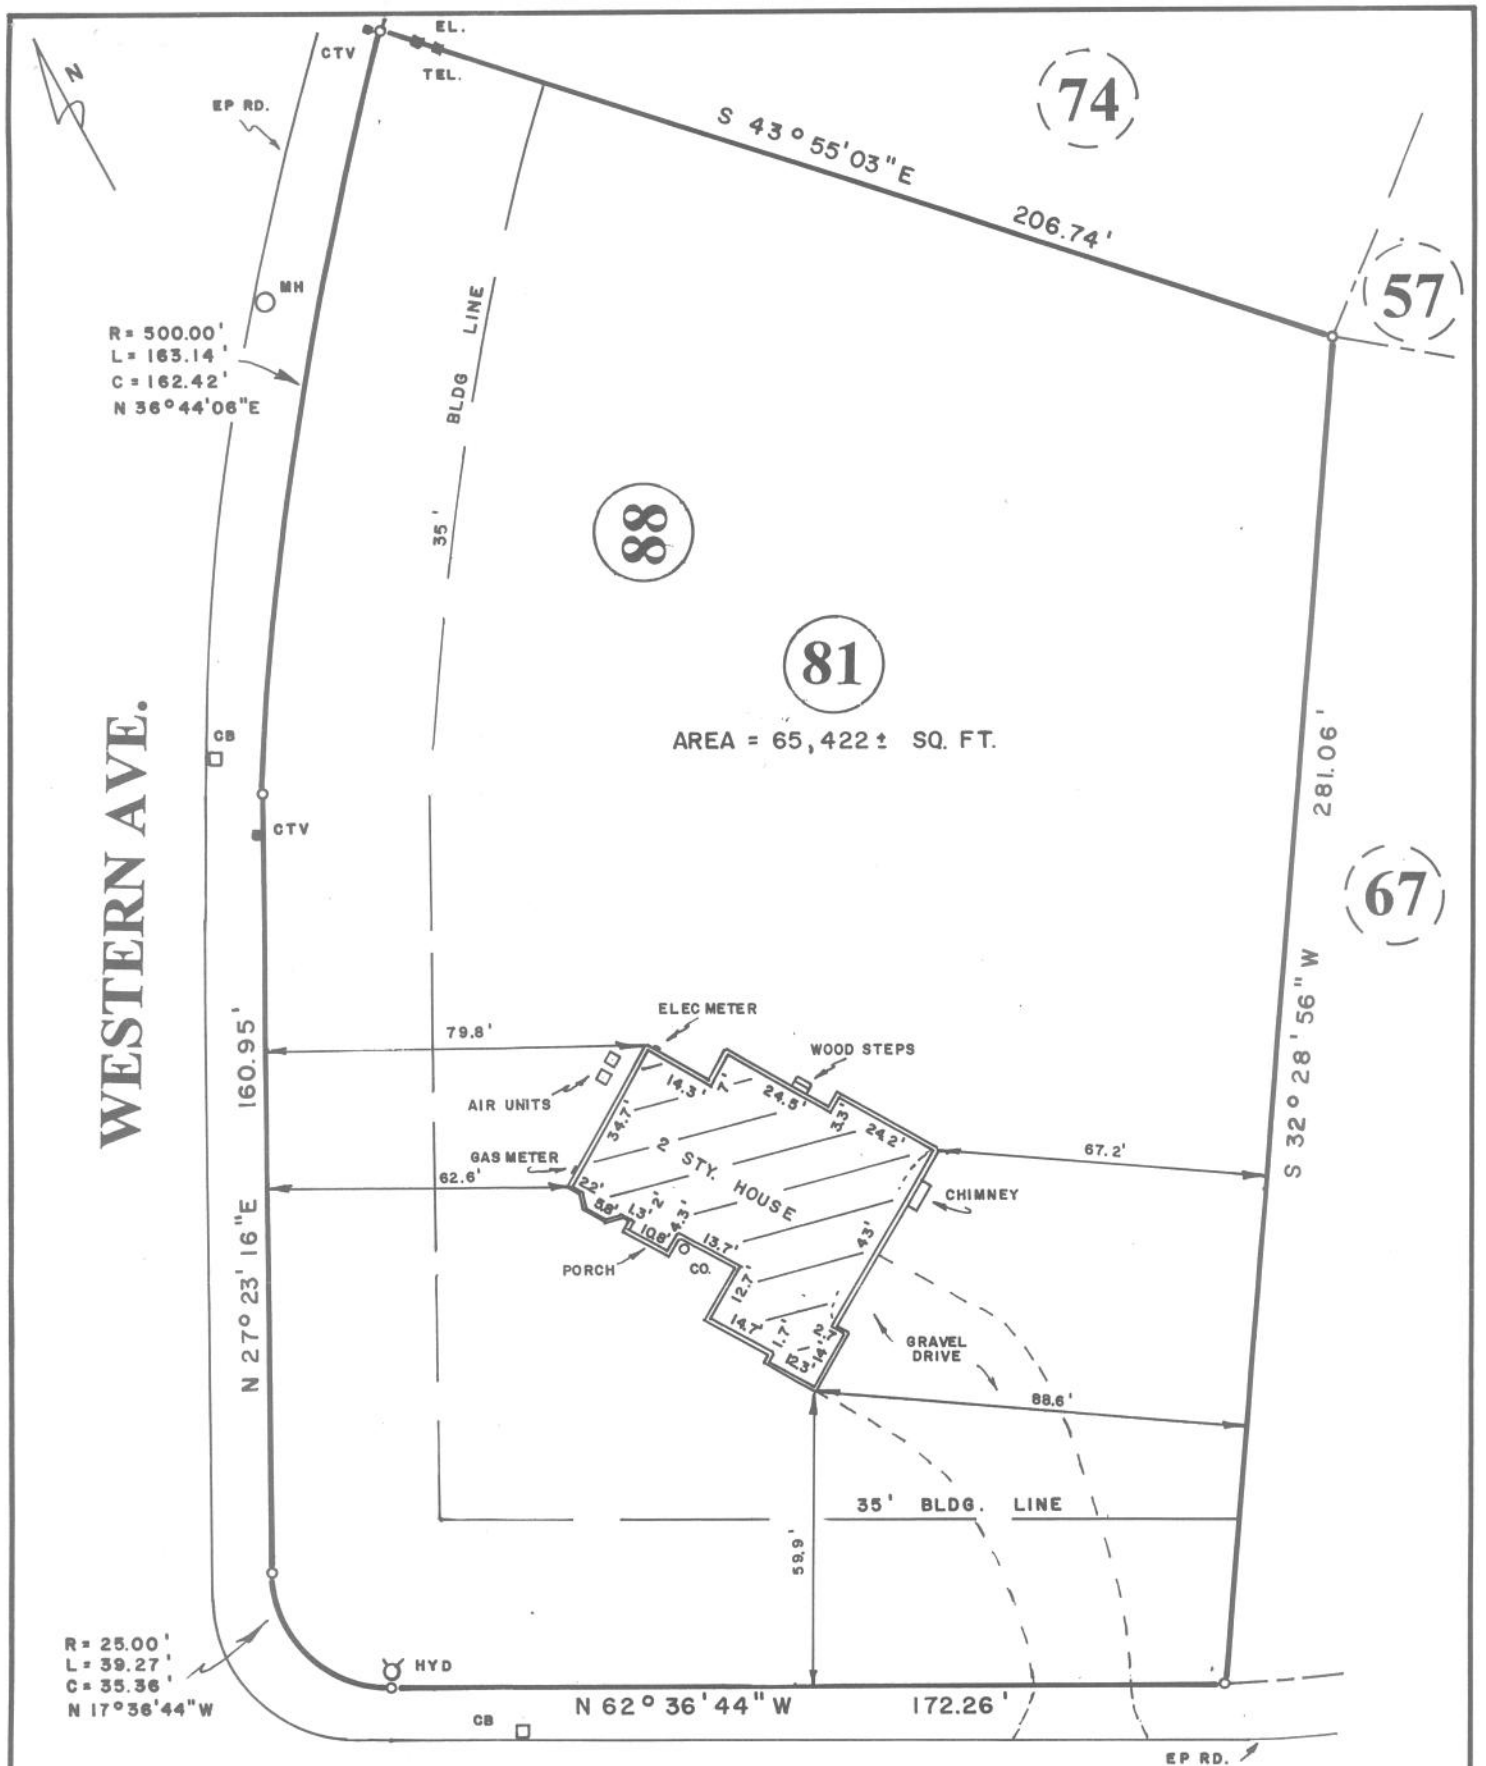 N
CTV
EL.
TEL.
EP RD.
74
S 43° 55'03"E
206.74'
57
MH
R= 500.00'
L= 163.14'
C = 162.42'
N 36°44'06"E
35' BLDG LINE
88
81
AREA = 65,422± SQ. FT.
WESTERN AVE.
CB
CTV
281.06'
67
S 32° 28' 56" W
160.95'
N 27° 23' 16"E
79.8'
ELEC METER
WOOD STEPS
AIR UNITS
14.3'
7'
24.5'
3.3'
24.2'
34.7'
2 STY. HOUSE
67.2'
GAS METER
62.6'
CHIMNEY
5.8'
1.3'
2'
10.8'
4.3'
13.7'
43'
PORCH
CO.
12.7'
14.7'
1.7'
2.7
14'
12.3'
GRAVEL
DRIVE
88.6'
35' BLDG. LINE
59.9'
R= 25.00'
L= 39.27'
C= 35.36'
N 17°36'44"W
HYD
N 62° 36'44" W 172.26'
CB
EP RD.